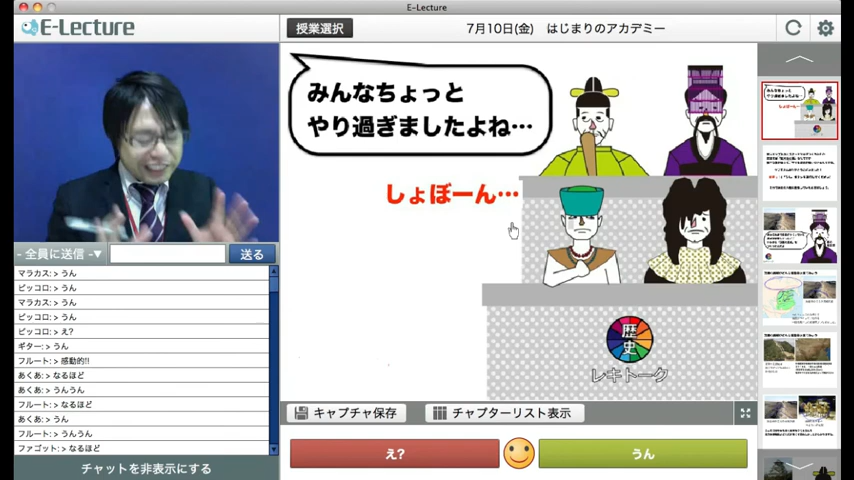 E-Lecture
E-Lecture
授業選択
7月10日(金) はじまりのアカデミー
みんなちょっと
やり過ぎましたよね…
しょぼーん…
歴史
レキトーク
- 全員に送信 -▼
送る
マラカス: > うん
ピッコロ: > うん
マラカス: > うん
ピッコロ: > うん
ピッコロ: > え?
ギター: > うん
フルート: > 感動的!!
あくあ: > なるほど
あくあ: > うんうん
フルート: > なるほど
あくあ: > うん
フルート: > うんうん
ファゴット: > なるほど
チャットを非表示にする
キャプチャ保存
チャプターリスト表示
え?
うん